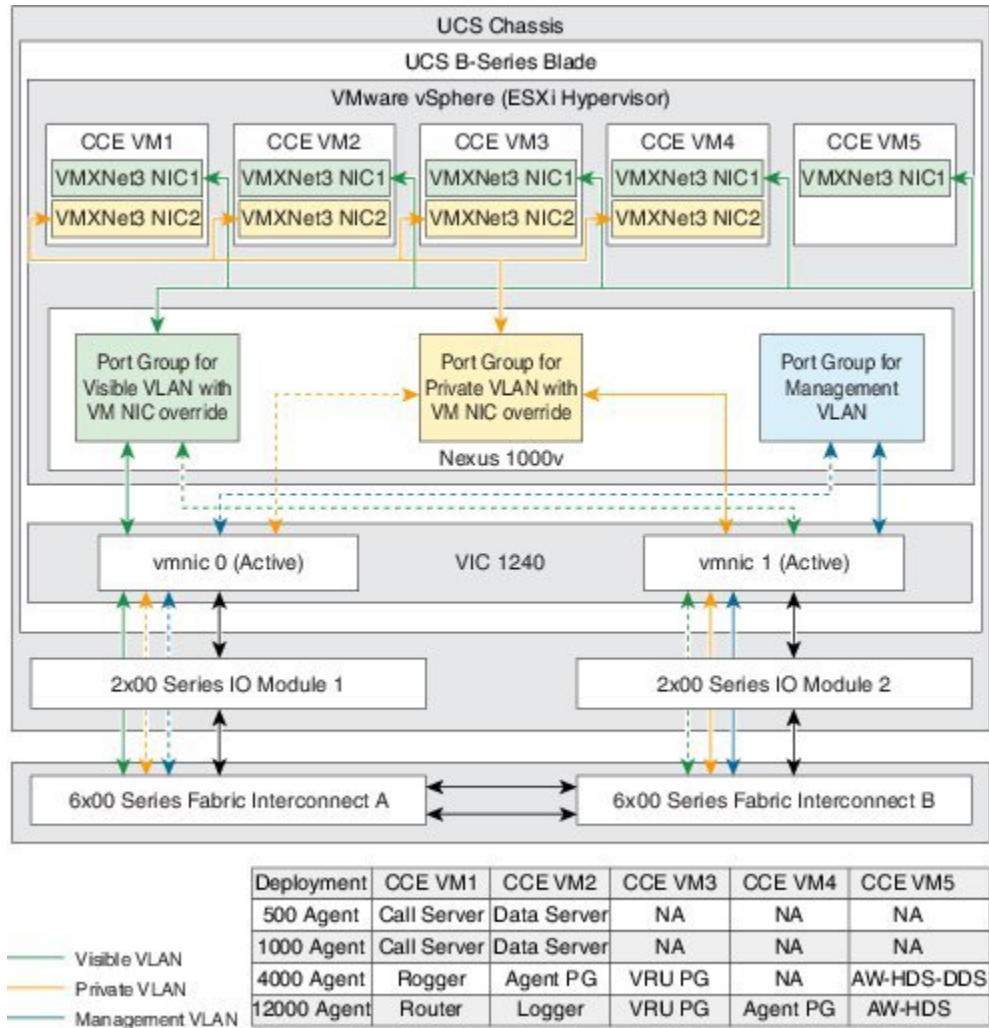 UCS Chassis
UCS B-Series Blade
VMware vSphere (ESXi Hypervisor)
CCE VM1
VMXNet3 NIC1
VMXNet3 NIC2
CCE VM2
VMXNet3 NIC1
VMXNet3 NIC2
CCE VM3
VMXNet3 NIC1
VMXNet3 NIC2
CCE VM4
VMXNet3 NIC1
VMXNet3 NIC2
CCE VM5
VMXNet3 NIC1
Port Group for
Visible VLAN with
VM NIC override
Port Group for
Private VLAN with
VM NIC override
Port Group for
Management
VLAN
Nexus 1000v
vmnic 0 (Active)
VIC 1240
vmnic 1 (Active)
2x00 Series IO Module 1
2x00 Series IO Module 2
6x00 Series Fabric Interconnect A
6x00 Series Fabric Interconnect B
Deployment CCE VM1 CCE VM2 CCE VM3 CCE VM4 CCE VM5
500 Agent Call Server Data Server NA NA NA
1000 Agent Call Server Data Server NA NA NA
4000 Agent Rogger Agent PG VRU PG NA AW-HDS-DDS
12000 Agent Router Logger VRU PG Agent PG AW-HDS
Visible VLAN
Private VLAN
Management VLAN